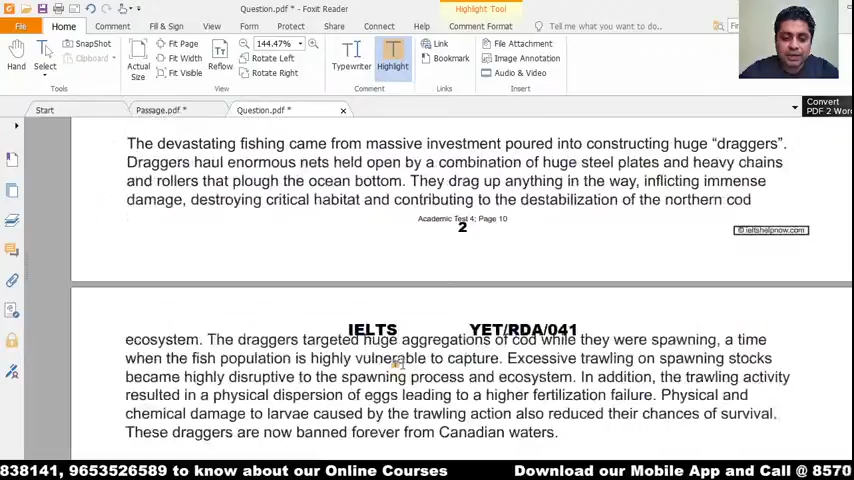 Question.pdf * - Foxit Reader
Highlight Tool
File Home Comment Fill & Sign View Form Protect Share Connect Help Comment Format Tell me what you want to do... Fin
Hand
Select
SnapShot
Clipboard
Tools
Actual Size
Fit Page
Fit Width
Fit Visible
Reflow
144.47%
Rotate Left
Rotate Right
View
Typewriter
Highlight
Comment
Link
Bookmark
Links
File Attachment
Image Annotation
Audio & Video
Insert
Start Passage.pdf * Question.pdf *
Convert
PDF 2 Word
The devastating fishing came from massive investment poured into constructing huge “draggers”.
Draggers haul enormous nets held open by a combination of huge steel plates and heavy chains
and rollers that plough the ocean bottom. They drag up anything in the way, inflicting immense
damage, destroying critical habitat and contributing to the destabilization of the northern cod
Academic Test 4; Page 10
2
© ieltshelpnow.com
IELTS YET/RDA/041
ecosystem. The draggers targeted huge aggregations of cod while they were spawning, a time
when the fish population is highly vulnerable to capture. Excessive trawling on spawning stocks
became highly disruptive to the spawning process and ecosystem. In addition, the trawling activity
resulted in a physical dispersion of eggs leading to a higher fertilization failure. Physical and
chemical damage to larvae caused by the trawling action also reduced their chances of survival.
These draggers are now banned forever from Canadian waters.
838141, 9653526589 to know about our Online Courses Download our Mobile App and Call @ 8570